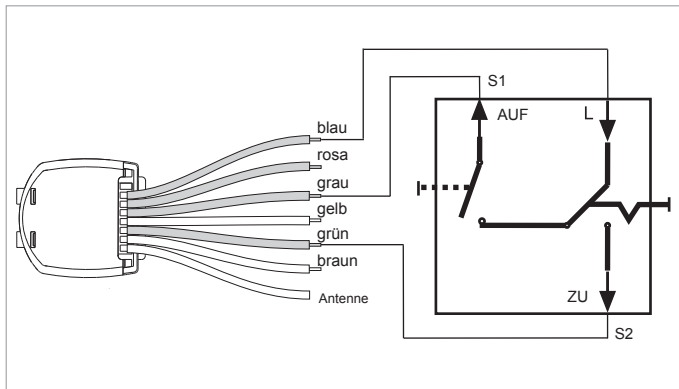 blau
rosa
grau
gelb
grün
braun
Antenne
S1
AUF
L
ZU
S2